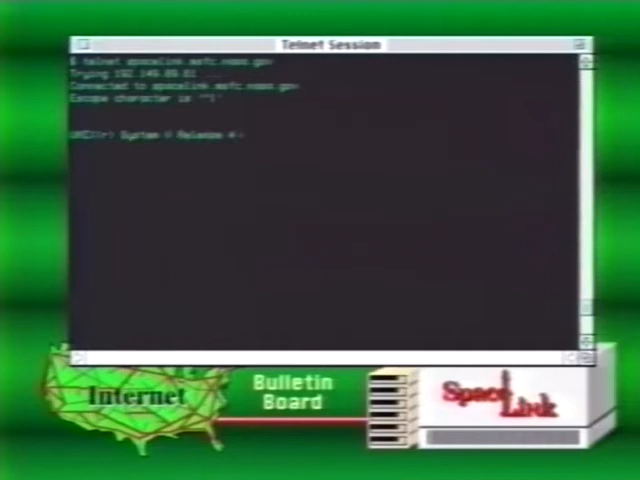 Telnet Session
$ telnet spacelink.msfc.nasa.gov
Trying 192.149.89.61 ...
Connected to spacelink.msfc.nasa.gov
Escape character is '^]'
UNIX(r) System V Release 4.
Internet
Bulletin
Board
Space
Link